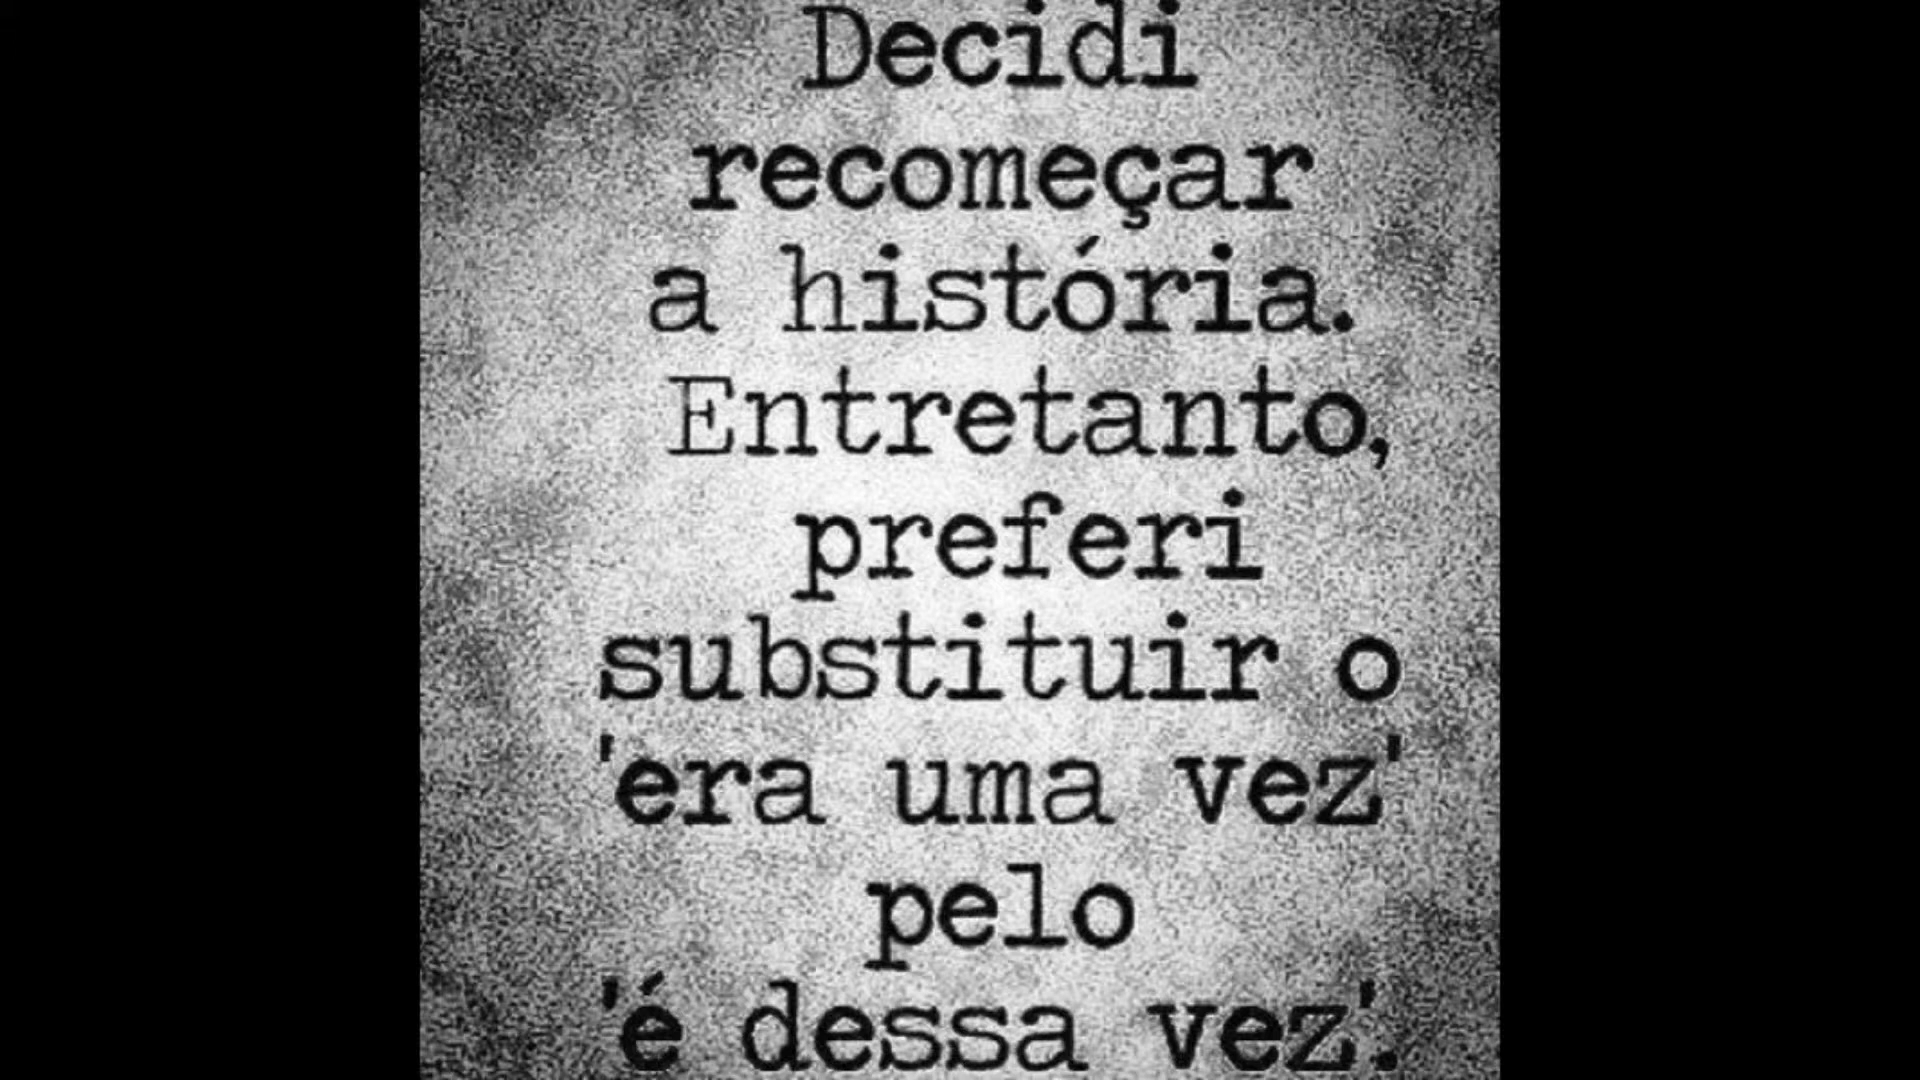 Decidi
recomeçar
a história.
Entretanto,
preferi
substituir o
'era uma vez'
pelo
'é dessa vez'.